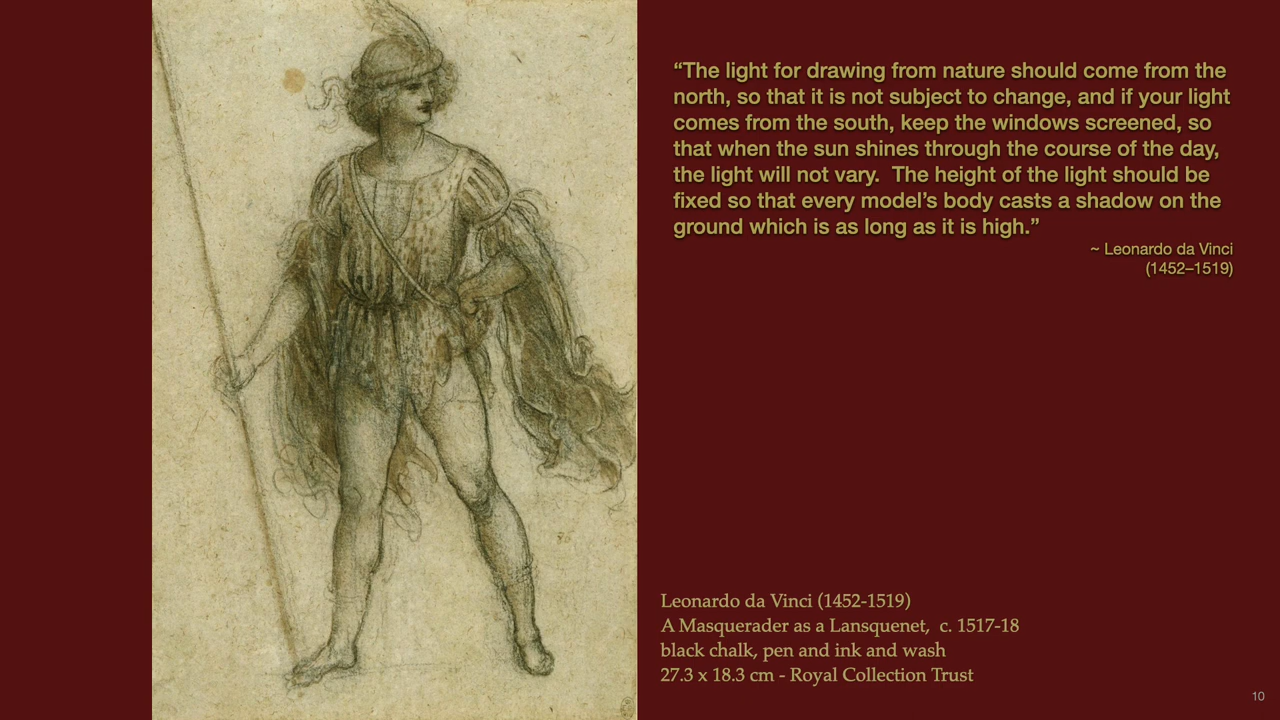 “The light for drawing from nature should come from the
north, so that it is not subject to change, and if your light
comes from the south, keep the windows screened, so
that when the sun shines through the course of the day,
the light will not vary.  The height of the light should be
fixed so that every model’s body casts a shadow on the
ground which is as long as it is high.”
~ Leonardo da Vinci
(1452–1519)
Leonardo da Vinci (1452-1519)
A Masquerader as a Lansquenet,  c. 1517-18
black chalk, pen and ink and wash
27.3 x 18.3 cm - Royal Collection Trust
10